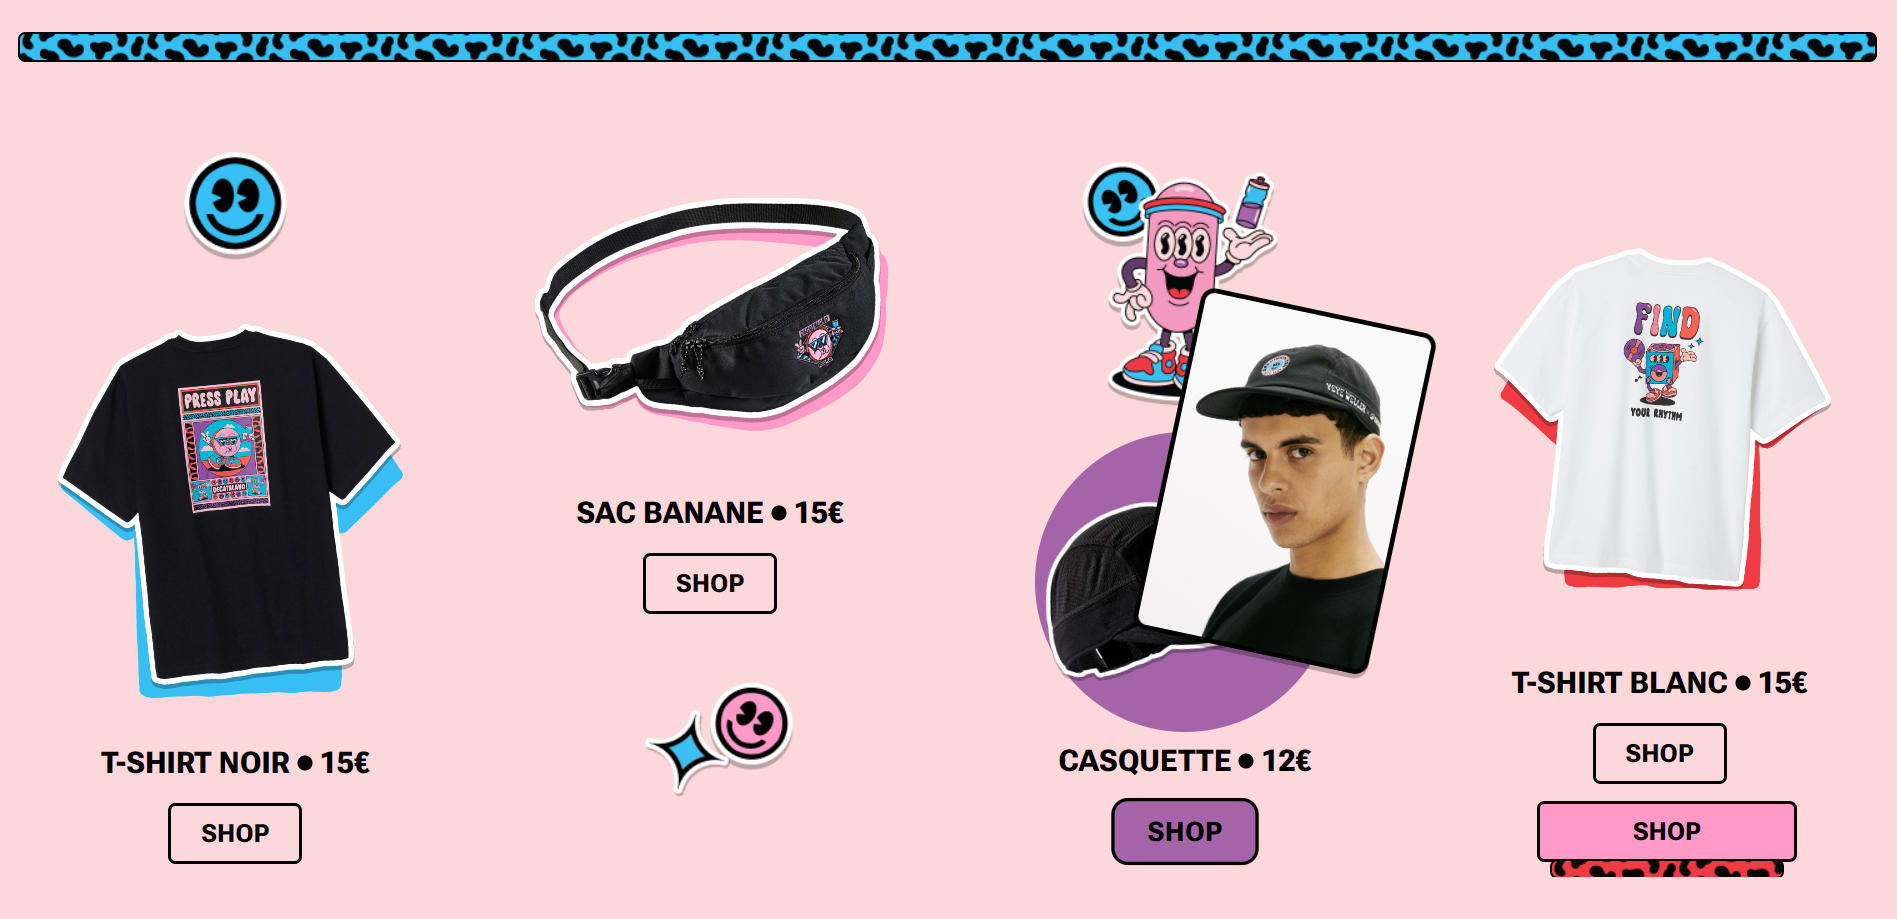 PRESS PLAY
DECATHLAND
T-SHIRT NOIR • 15€
SHOP
SAC BANANE • 15€
SHOP
CASQUETTE • 12€
SHOP
FIND
YOUR RHYTHM
T-SHIRT BLANC • 15€
SHOP
SHOP